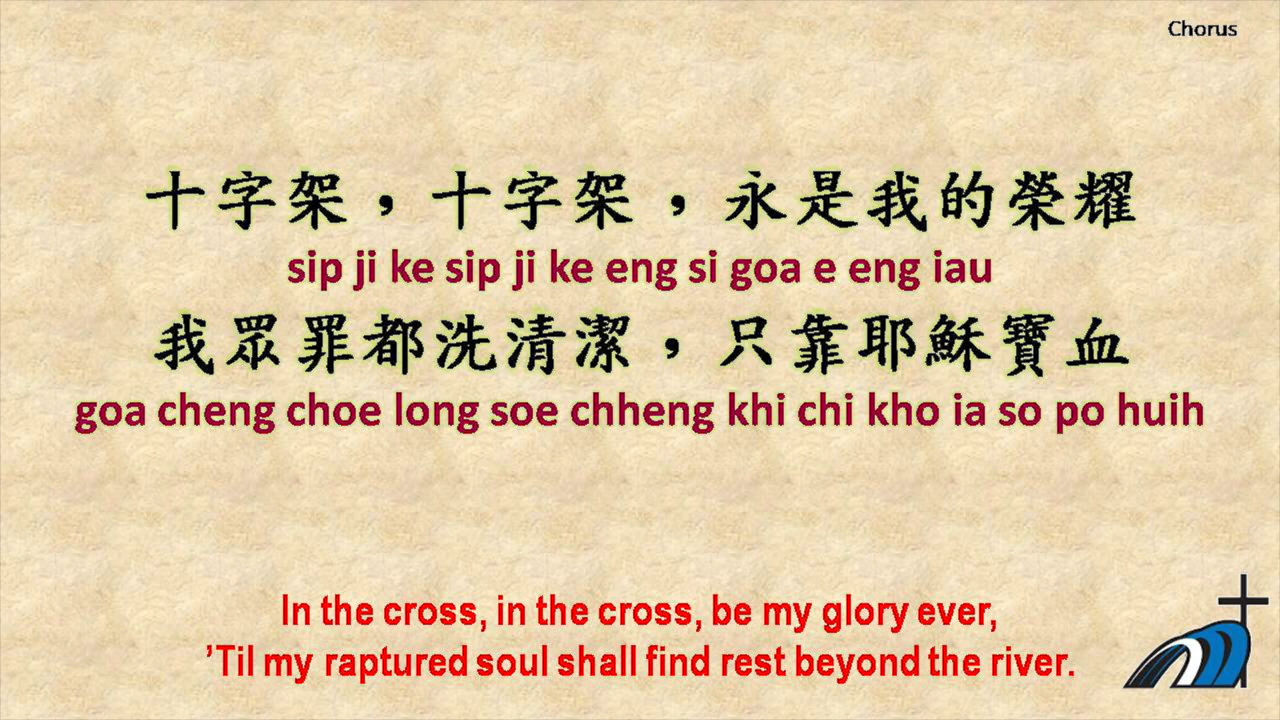 Chorus
十字架，十字架，永是我的榮耀
sip ji ke sip ji ke eng si goa e eng iau
我眾罪都洗清潔，只靠耶穌寶血
goa cheng choe long soe chheng khi chi kho ia so po huih
In the cross, in the cross, be my glory ever,
’Til my raptured soul shall find rest beyond the river.